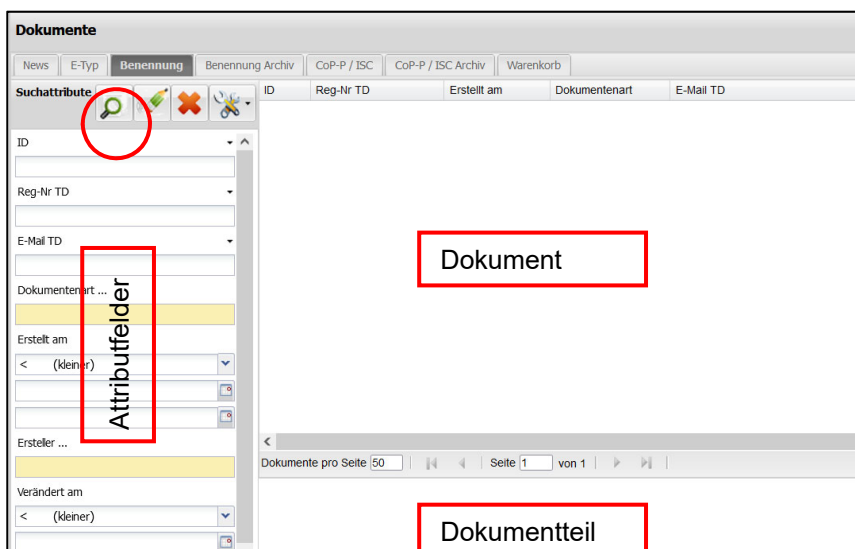 Dokumente
News E-Typ Benennung Benennung Archiv CoP-P / ISC CoP-P / ISC Archiv Warenkorb
Suchattribute
ID Reg-Nr TD Erstellt am Dokumentenart E-Mail TD
ID
Reg-Nr TD
E-Mail TD
Dokumentenart ...
Erstellt am
< (kleiner)
Ersteller ...
Verändert am
< (kleiner)
Attributfelder
Dokument
Dokumente pro Seite 50 Seite 1 von 1
Dokumentteil